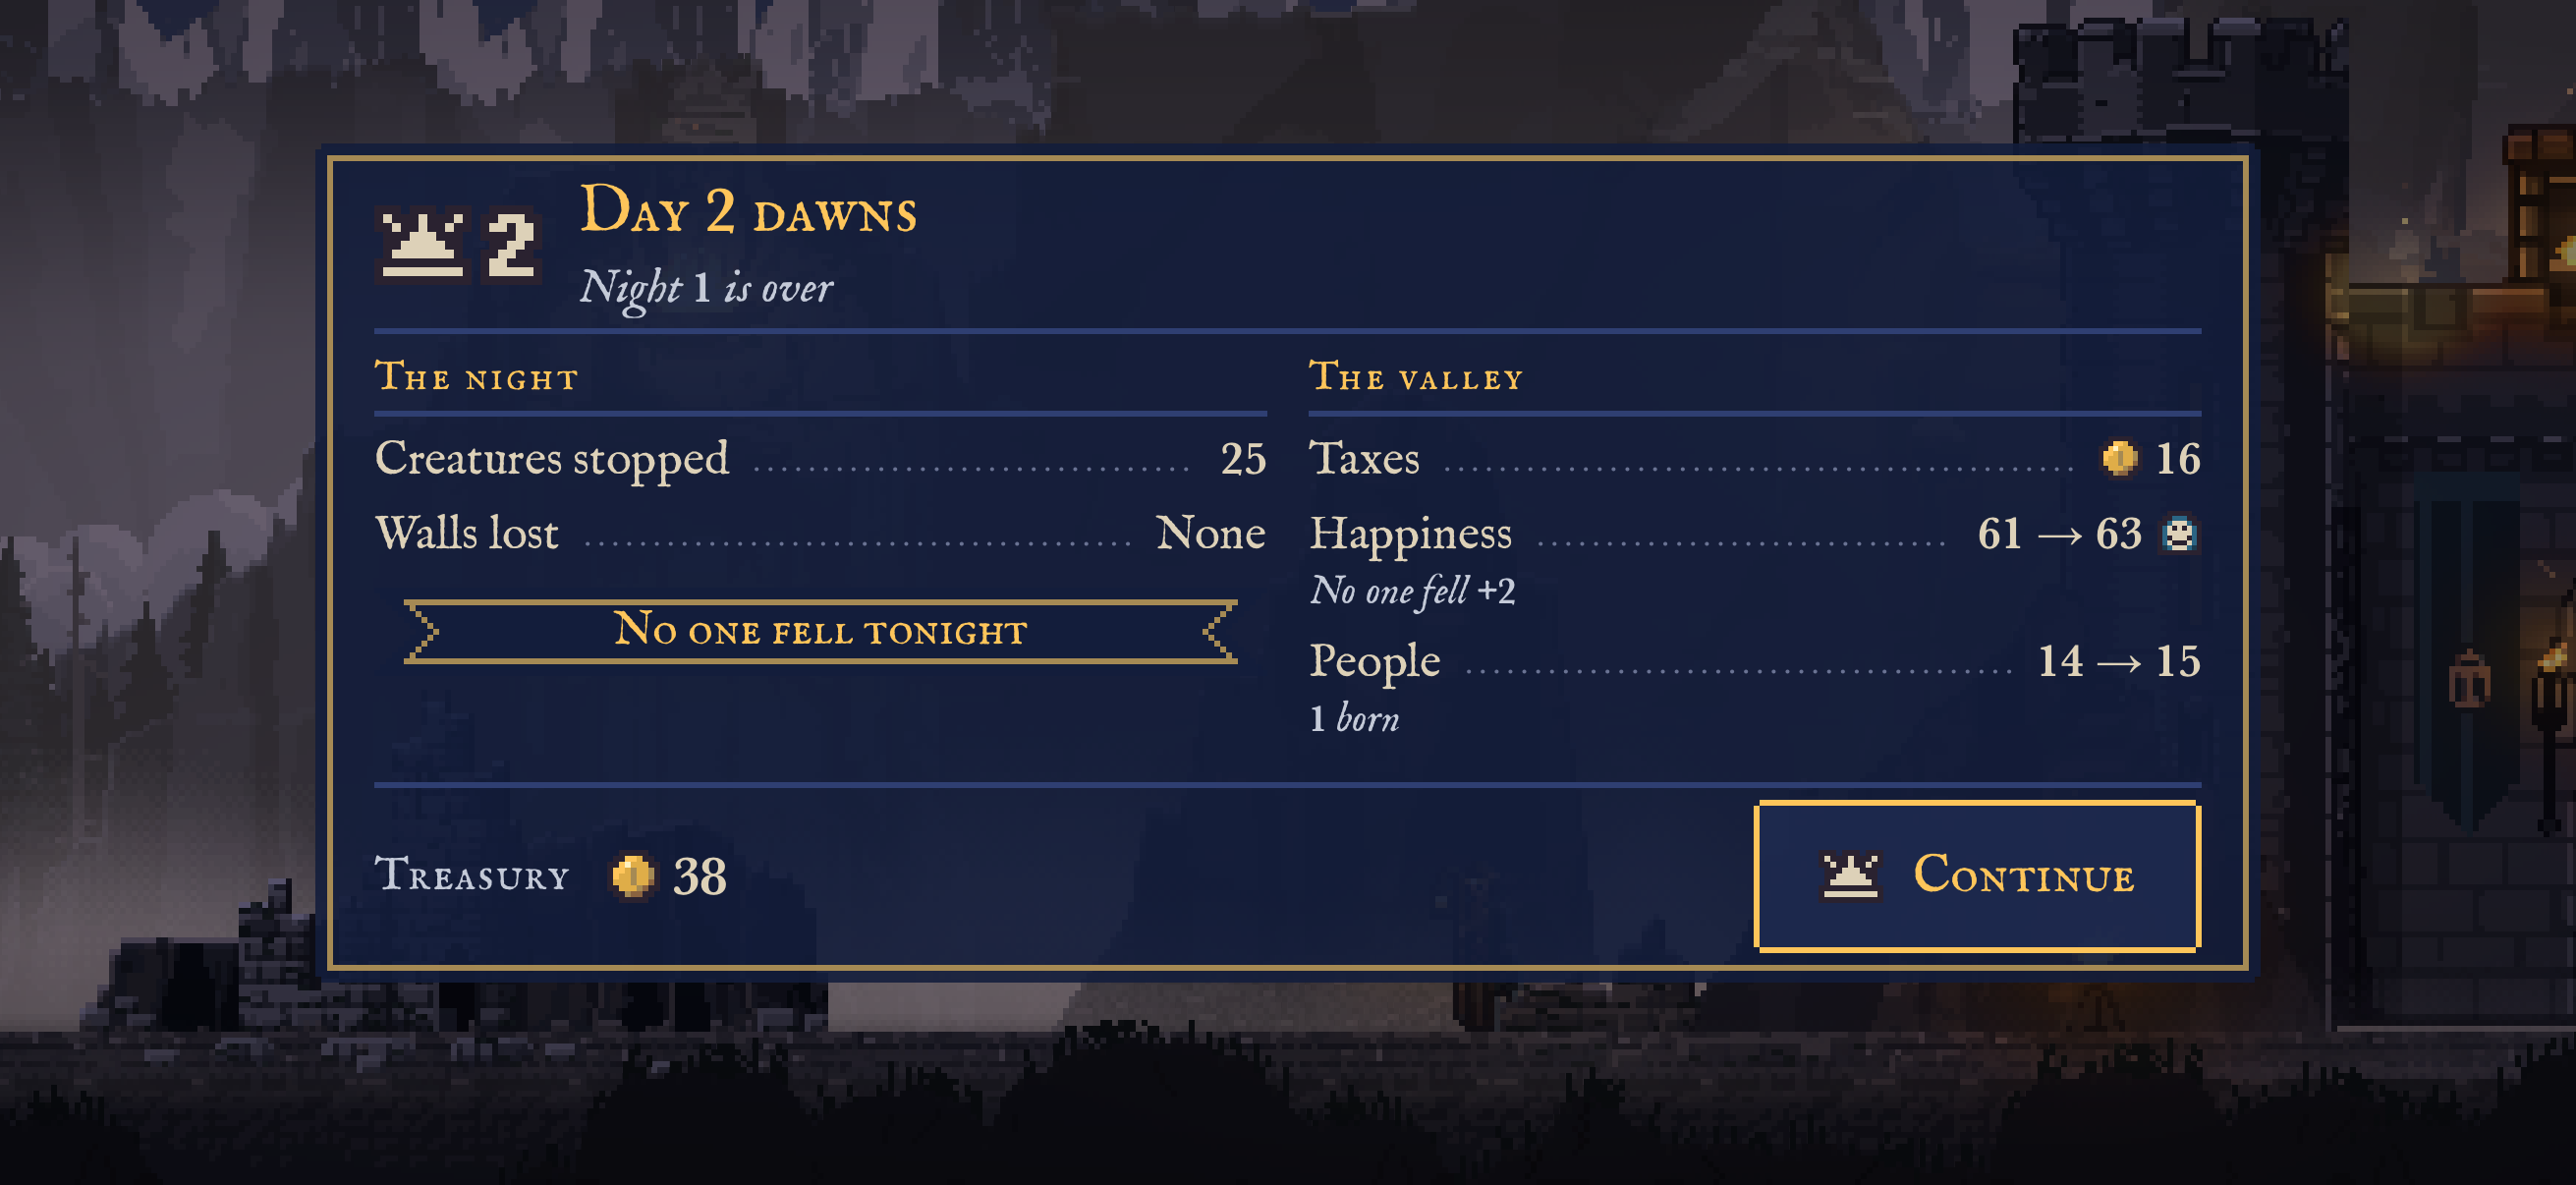 2
Day 2 dawns
Night 1 is over
The night
Creatures stopped 25
Walls lost None
No one fell tonight
The valley
Taxes 16
Happiness 61 → 63
No one fell +2
People 14 → 15
1 born
Treasury 38
Continue